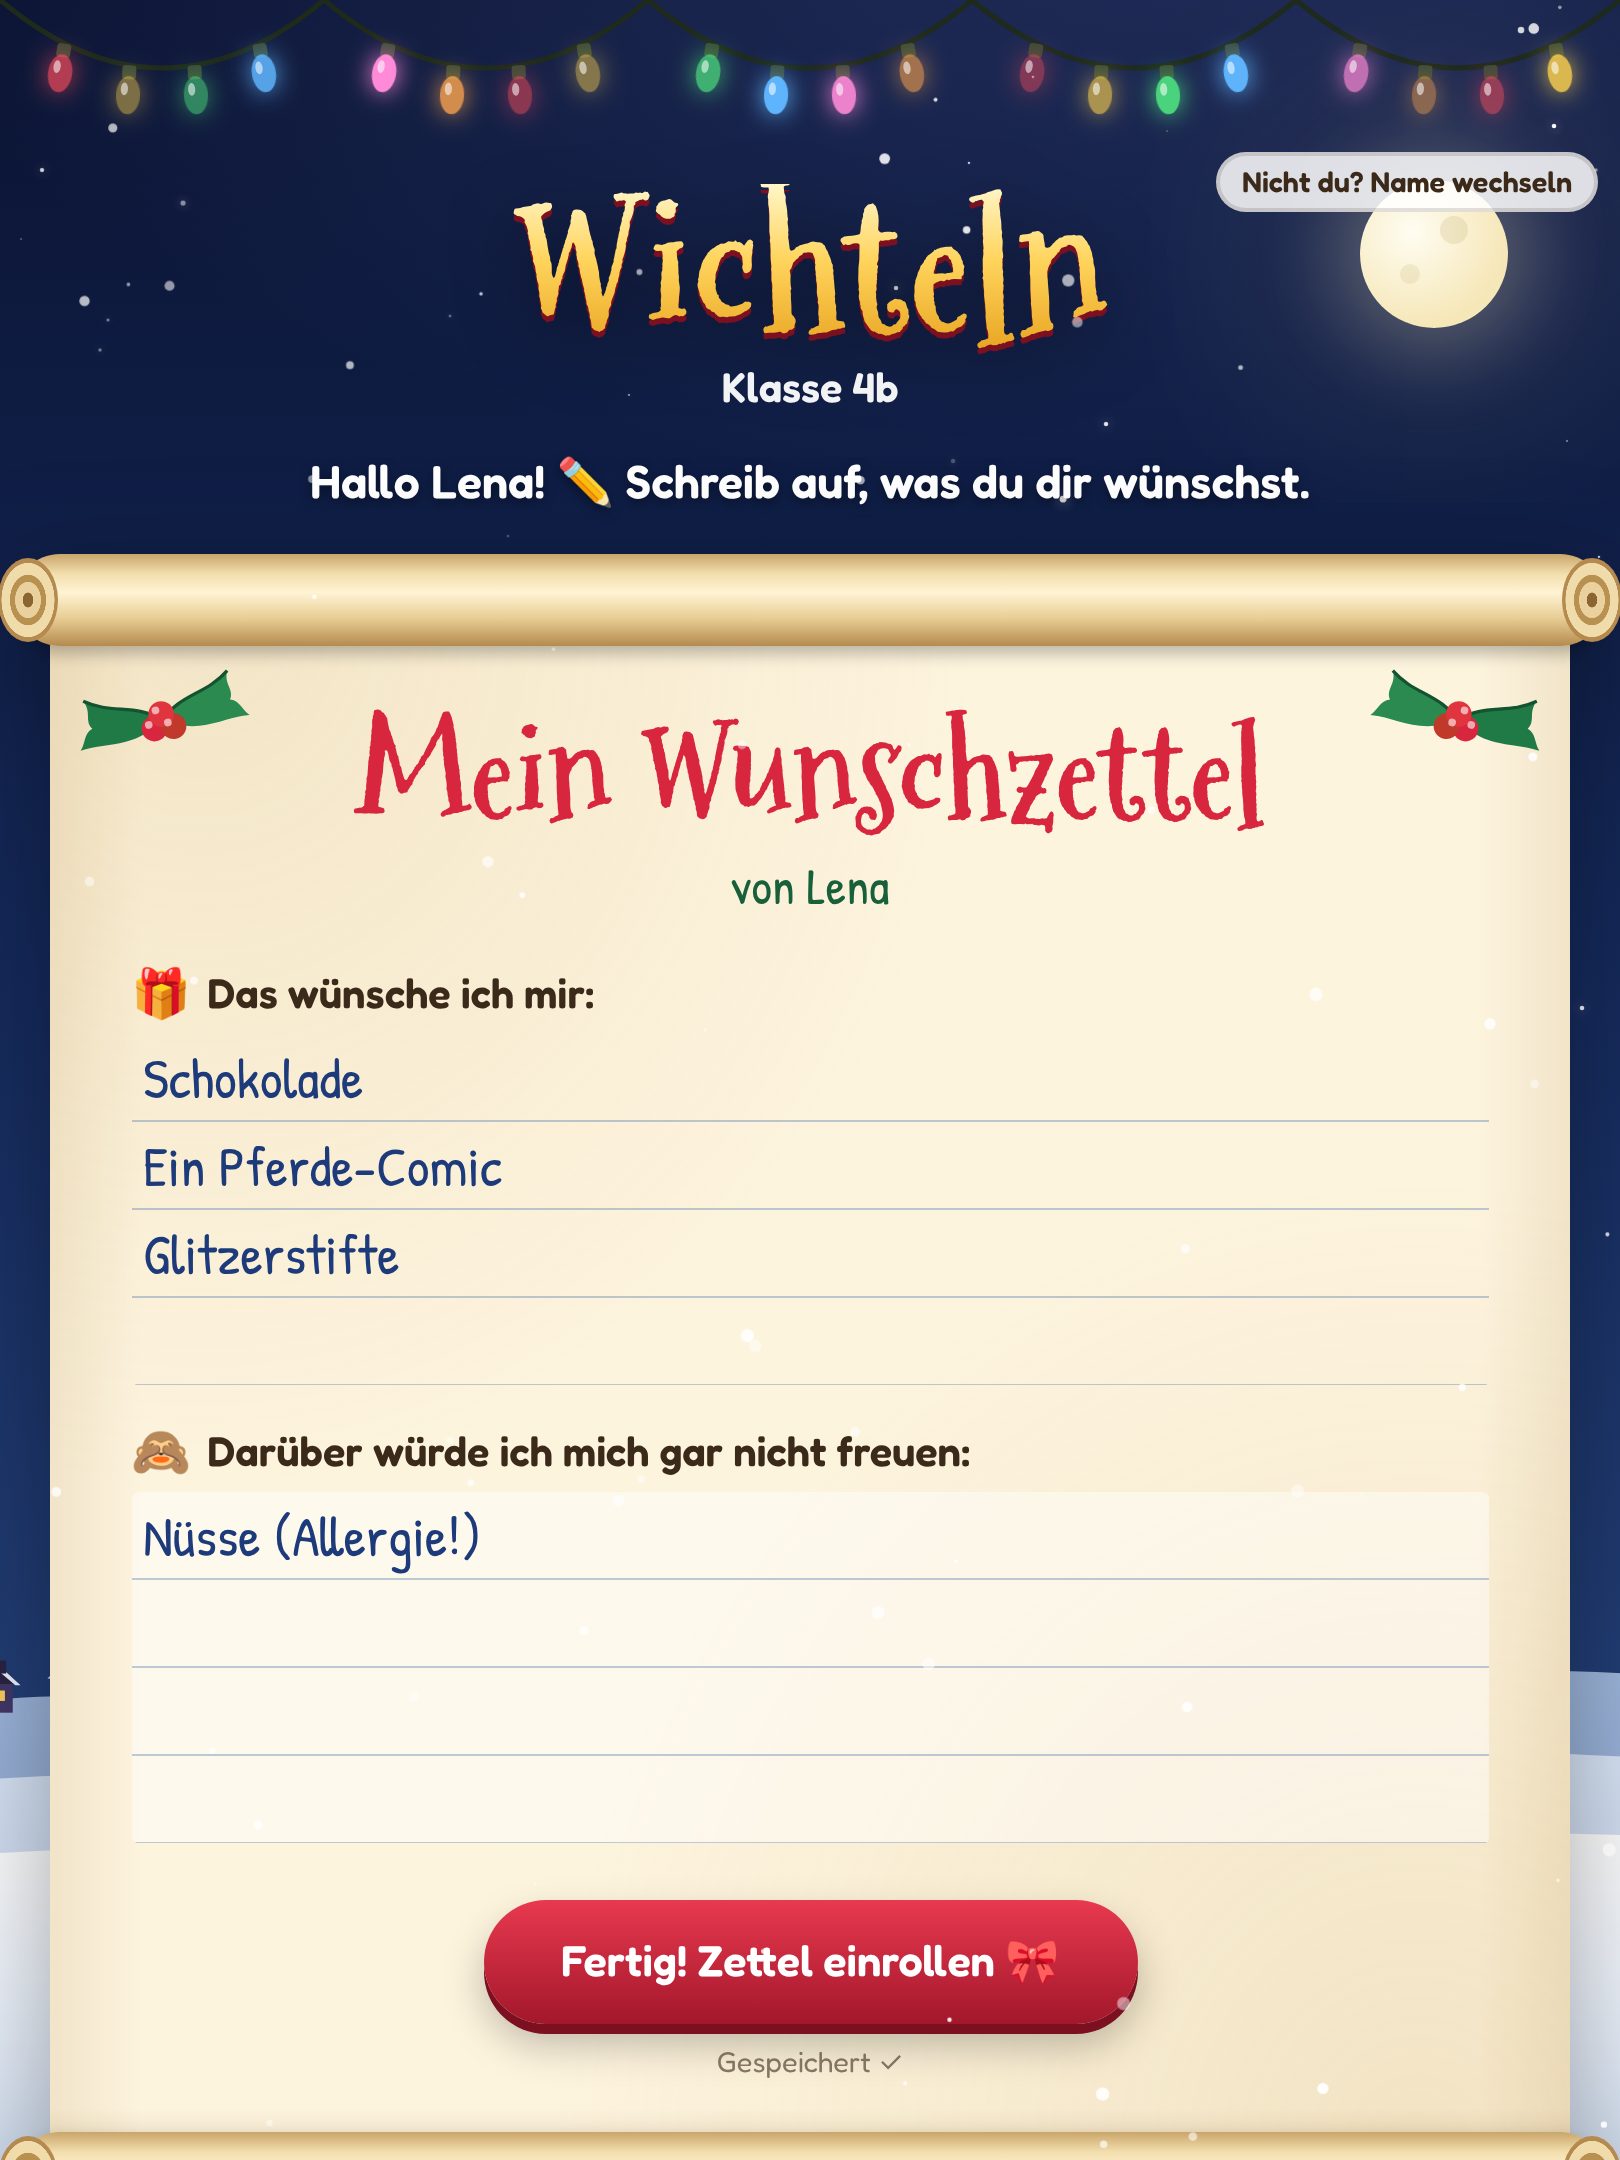 Nicht du? Name wechseln
Wichteln
Klasse 4b
Hallo Lena! ✏️ Schreib auf, was du dir wünschst.
Mein Wunschzettel
von Lena
🎁 Das wünsche ich mir:
Schokolade
Ein Pferde-Comic
Glitzerstifte
🙈 Darüber würde ich mich gar nicht freuen:
Nüsse (Allergie!)
Fertig! Zettel einrollen 🎀
Gespeichert ✓